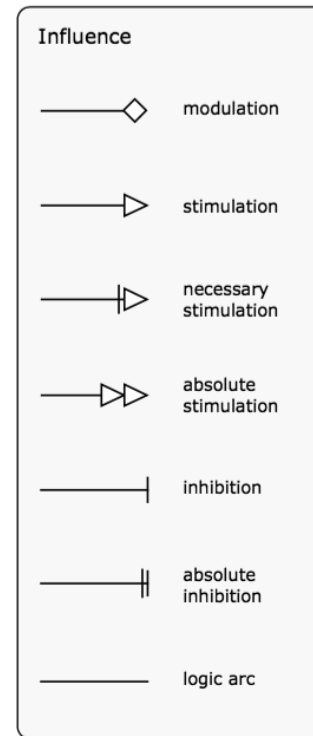 Influence
modulation
stimulation
necessary
stimulation
absolute
stimulation
inhibition
absolute
inhibition
logic arc